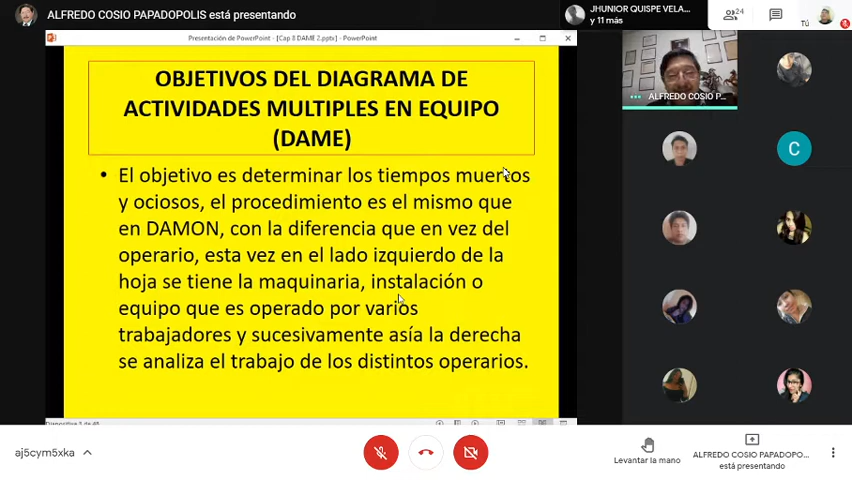 ALFREDO COSIO PAPADOPOLIS está presentando
JHUNIOR QUISPE VELA...
y 11 más
24
Tú
Presentación de PowerPoint - [Cap 8 DAME 2.pptx] - PowerPoint
OBJETIVOS DEL DIAGRAMA DE
ACTIVIDADES MULTIPLES EN EQUIPO
(DAME)
• El objetivo es determinar los tiempos muertos
y ociosos, el procedimiento es el mismo que
en DAMON, con la diferencia que en vez del
operario, esta vez en el lado izquierdo de la
hoja se tiene la maquinaria, instalación o
equipo que es operado por varios
trabajadores y sucesivamente asía la derecha
se analiza el trabajo de los distintos operarios.
ALFREDO COSIO P...
C
aj5cym5xka
Levantar la mano
ALFREDO COSIO PAPADOPO...
está presentando